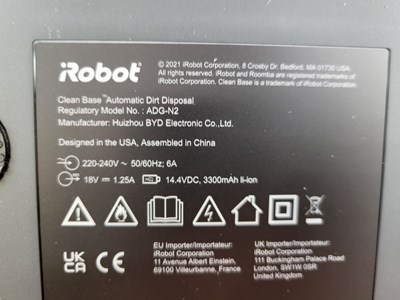 iRobot®
© 2021 iRobot Corporation, 8 Crosby Dr. Bedford, MA 01730 USA
All rights reserved. iRobot and Roomba are registered trademarks of
iRobot Corporation. Clean Base is a trademark of iRobot Corporation.
Clean Base™ Automatic Dirt Disposal
Regulatory Model No. : ADG-N2
Manufacturer: Huizhou BYD Electronic Co.,Ltd.
Designed in the USA, Assembled in China
220-240V ~ 50/60Hz; 6A
18V ⎓ 1.25A 14.4VDC, 3300mAh li-ion
UK
CA CE
EU Importer/Importateur:
iRobot Corporation
11 Avenue Albert Einstein,
69100 Villeurbanne, France
UK Importer/Importateur:
iRobot Corporation
111 Buckingham Palace Road
London, SW1W 0SR
United Kingdom